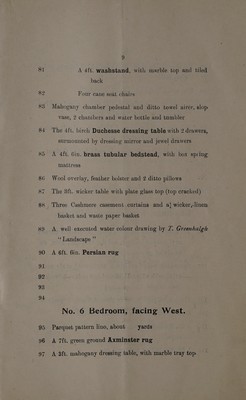 9
81 A 4ft. washstand, with marble top and tiled
back
82 Four cane seat chairs
83 Mahogany chamber pedestal and ditto towel airer, slop
case, 2 chambers and water bottle and tumbler
84 The 4ft. birch Duchesse dressing table with 2 drawers,
surmounted by dressing mirror and jewel drawers
85 A 4ft. 6in. brass tubular bedstead, with box spring
mattress
86 Wool overlay, feather bolster and 2 ditto pillows
87 The 3ft. wicker table with plate glass top (top cracked)
88 Three Cashmere casement curtains and a wicker linen
basket and waste paper basket
89 A well executed water colour drawing by T. Greenhalgh
"Landscape"
90 A 4ft. 6in. Persian rug
91
92
93
94
No. 6 Bedroom, facing West.
95 Parquet pattern lino, about yards
96 A 7ft. green ground Axminster rug
97 A 3ft. mahogany dressing table, with marble tray top